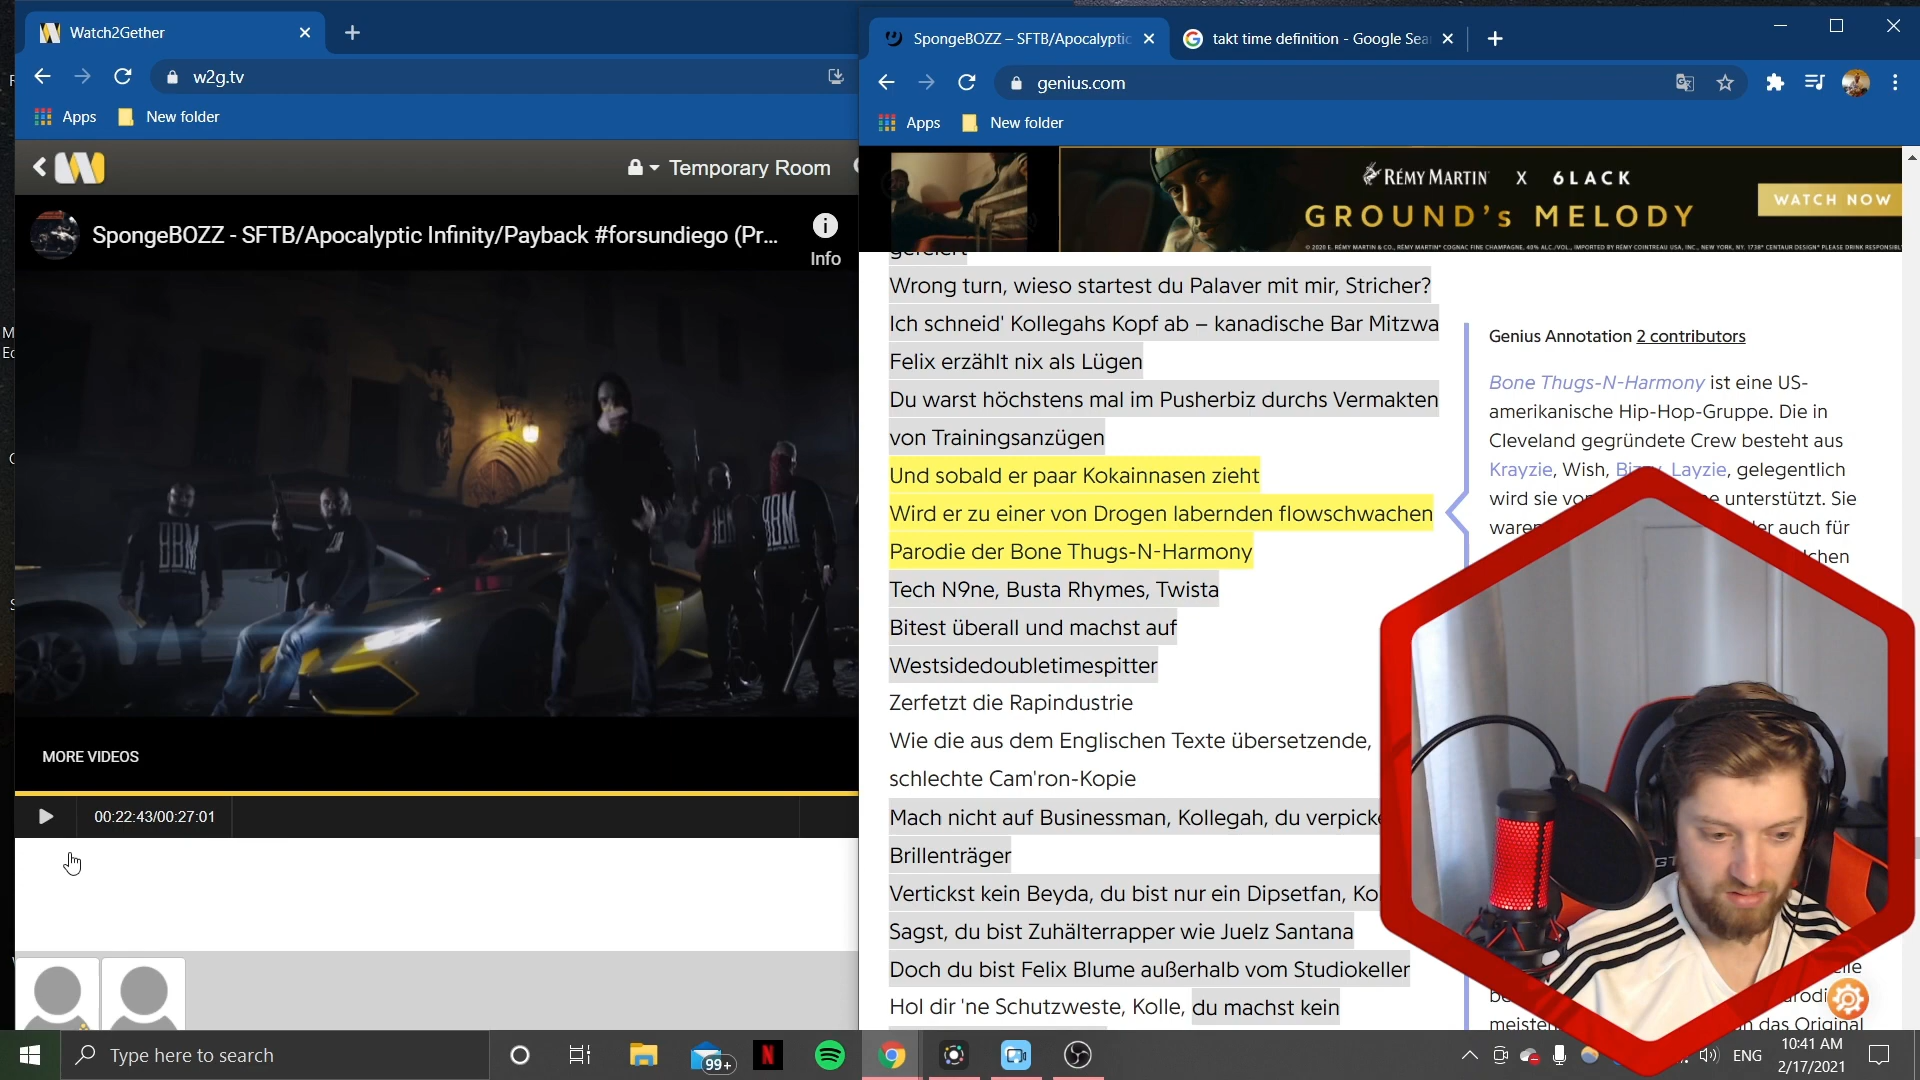 Watch2Gether
w2g.tv
Apps
New folder
Temporary Room
SpongeBOZZ - SFTB/Apocalyptic Infinity/Payback #forsundiego (Pr...
Info
BBM
BBM
MORE VIDEOS
00:22:43/00:27:01
SpongeBOZZ – SFTB/Apocalyptic
takt time definition - Google Sea
genius.com
Apps
New folder
RÉMY MARTIN X 6LACK
GROUND's MELODY
WATCH NOW
Wrong turn, wieso startest du Palaver mit mir, Stricher?
Ich schneid' Kollegahs Kopf ab – kanadische Bar Mitzwa
Felix erzählt nix als Lügen
Du warst höchstens mal im Pusherbiz durchs Vermakten
von Trainingsanzügen
Und sobald er paar Kokainnasen zieht
Wird er zu einer von Drogen labernden flowschwachen
Parodie der Bone Thugs-N-Harmony
Tech N9ne, Busta Rhymes, Twista
Bitest überall und machst auf
Westsidedoubletimespitter
Zerfetzt die Rapindustrie
Wie die aus dem Englischen Texte übersetzende,
schlechte Cam'ron-Kopie
Mach nicht auf Businessman, Kollegah, du
Brillenträger
Vertickst kein Beyda, du bist nur ein Dipsetfan,
Sagst, du bist Zuhälterrapper wie Juelz Santana
Doch du bist Felix Blume außerhalb vom Studiokeller
Hol dir 'ne Schutzweste, Kolle, du machst kein
Genius Annotation 2 contributors
Bone Thugs-N-Harmony ist eine US-
amerikanische Hip-Hop-Gruppe. Die in
Cleveland gegründete Crew besteht aus
Krayzie, Wish, Layzie, gelegentlich
wird sie unterstützt. Sie
auch für
das Original
Type here to search
99+
ENG
10:41 AM
2/17/2021